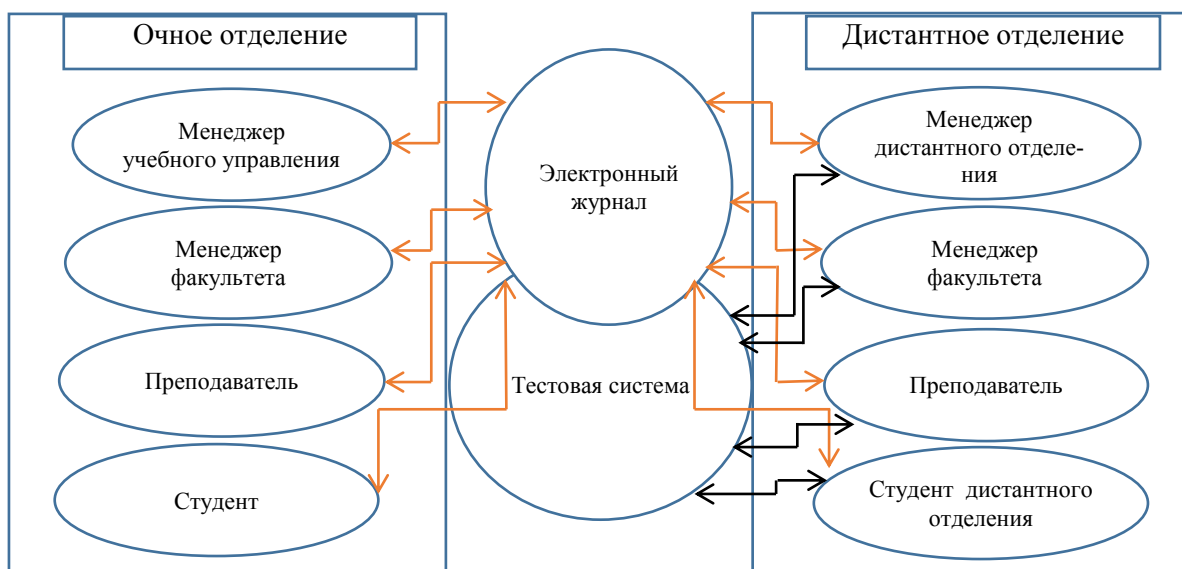 Очное отделение
Дистантное отделение
Менеджер
учебного управления
Менеджер
факультета
Преподаватель
Студент
Электронный
журнал
Тестовая система
Менеджер
дистантного отделе-
ния
Менеджер
факультета
Преподаватель
Студент дистантного
отделения